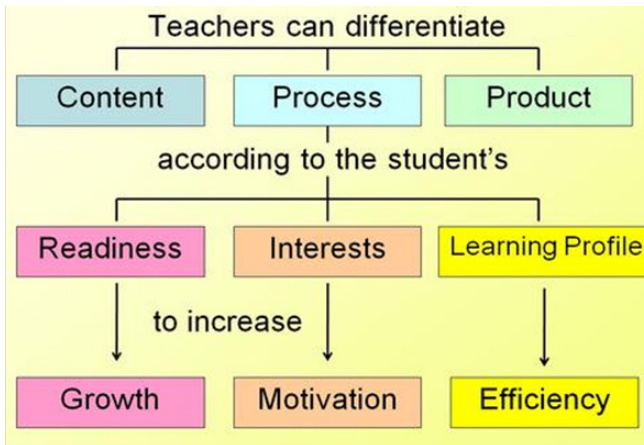 Teachers can differentiate
Content Process Product
according to the student's
Readiness Interests Learning Profile
to increase
Growth Motivation Efficiency